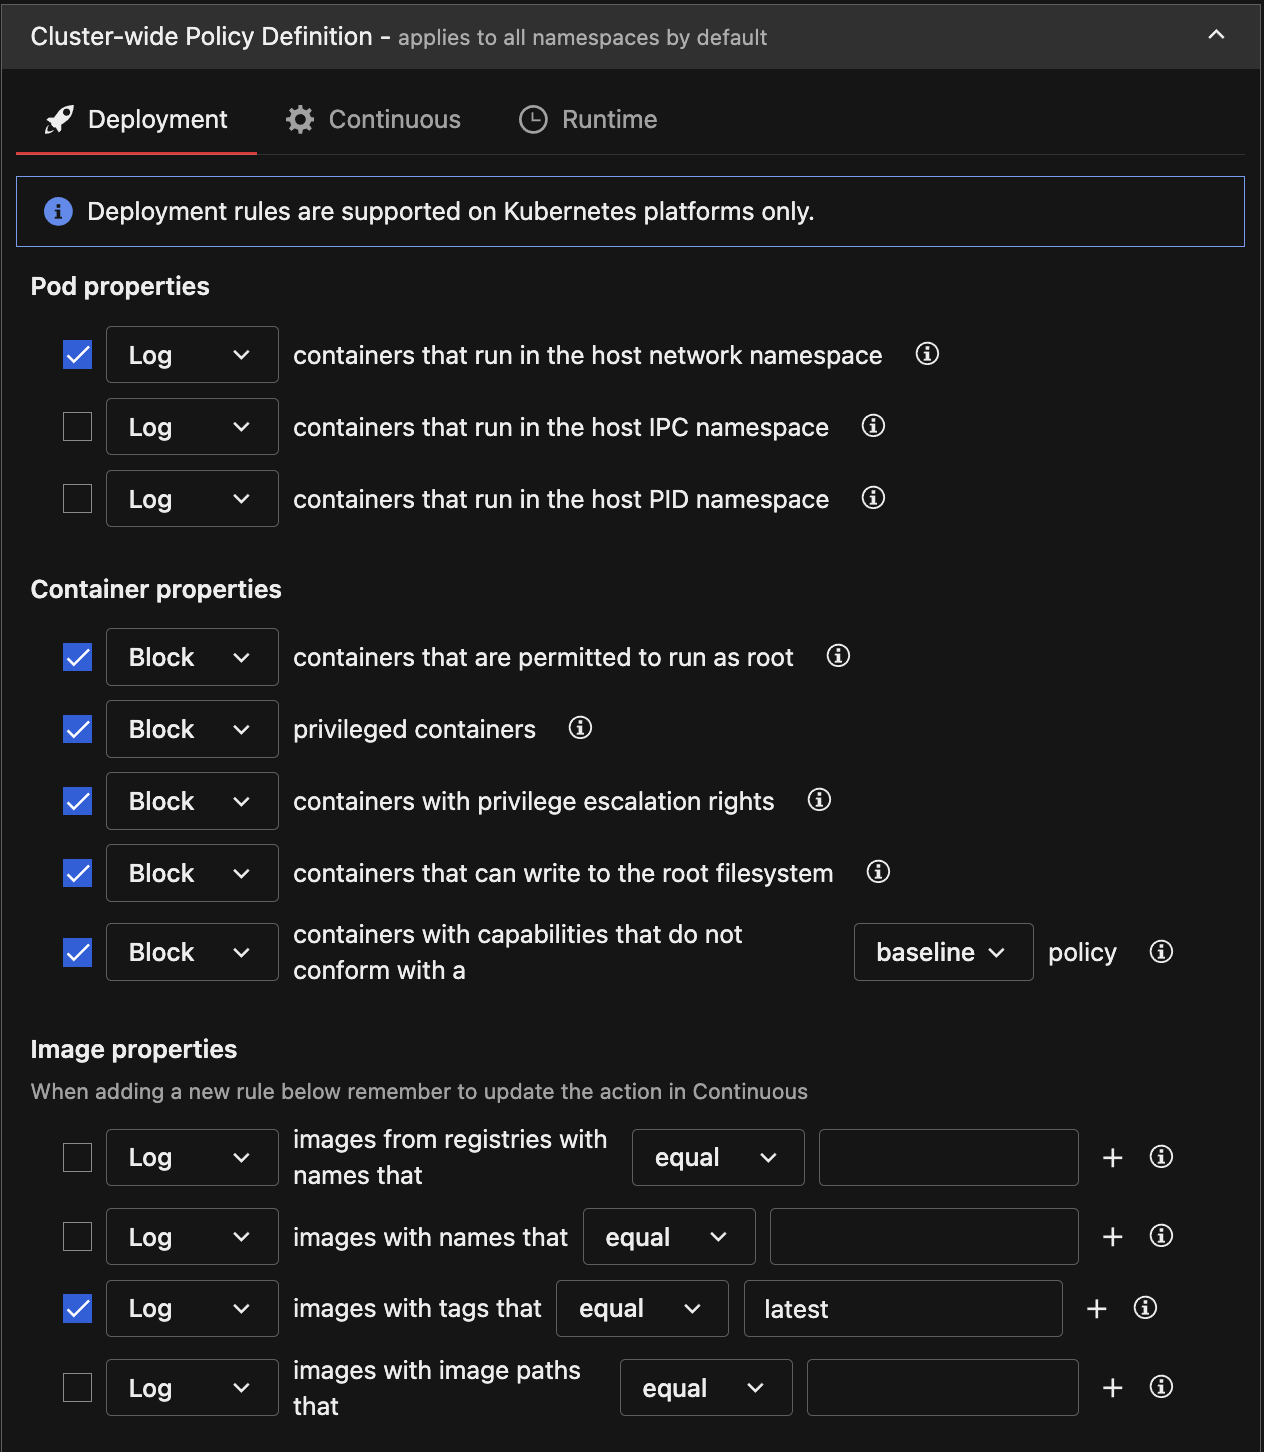 Cluster-wide Policy Definition - applies to all namespaces by default
Deployment Continuous Runtime
Deployment rules are supported on Kubernetes platforms only.
Pod properties
Log containers that run in the host network namespace
Log containers that run in the host IPC namespace
Log containers that run in the host PID namespace
Container properties
Block containers that are permitted to run as root
Block privileged containers
Block containers with privilege escalation rights
Block containers that can write to the root filesystem
Block containers with capabilities that do not
conform with a baseline policy
Image properties
When adding a new rule below remember to update the action in Continuous
Log images from registries with
names that equal
Log images with names that equal
Log images with tags that equal latest
Log images with image paths
that equal